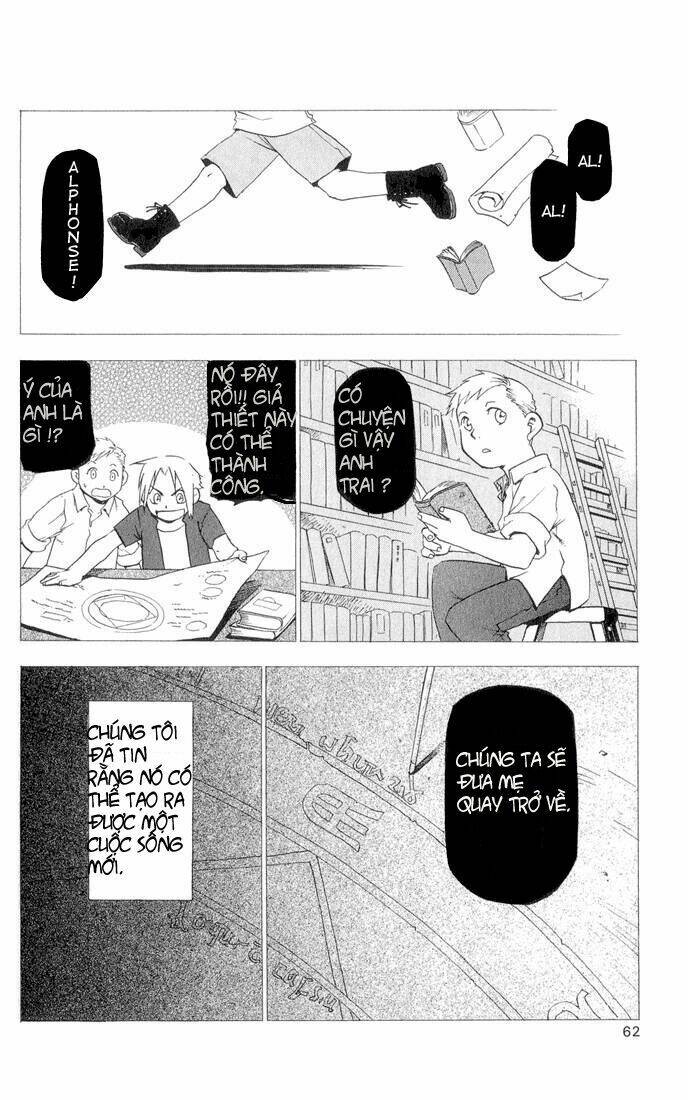 AL!
AL!
ALPHONSE!
CÓ
CHUYỆN
GÌ VẬY
ANH
TRAI ?
NÓ ĐÂY
RỒI!!! GIẢ
THIẾT NÀY
CÓ THỂ
THÀNH
CÔNG.
Ý CỦA
ANH LÀ
GÌ !?
CHÚNG TA SẼ
ĐƯA MẸ
QUAY TRỞ VỀ.
CHÚNG TÔI
ĐÃ TIN
RẰNG NÓ CÓ
THỂ TẠO RA
ĐƯỢC MỘT
CUỘC SỐNG
MỚI.
62